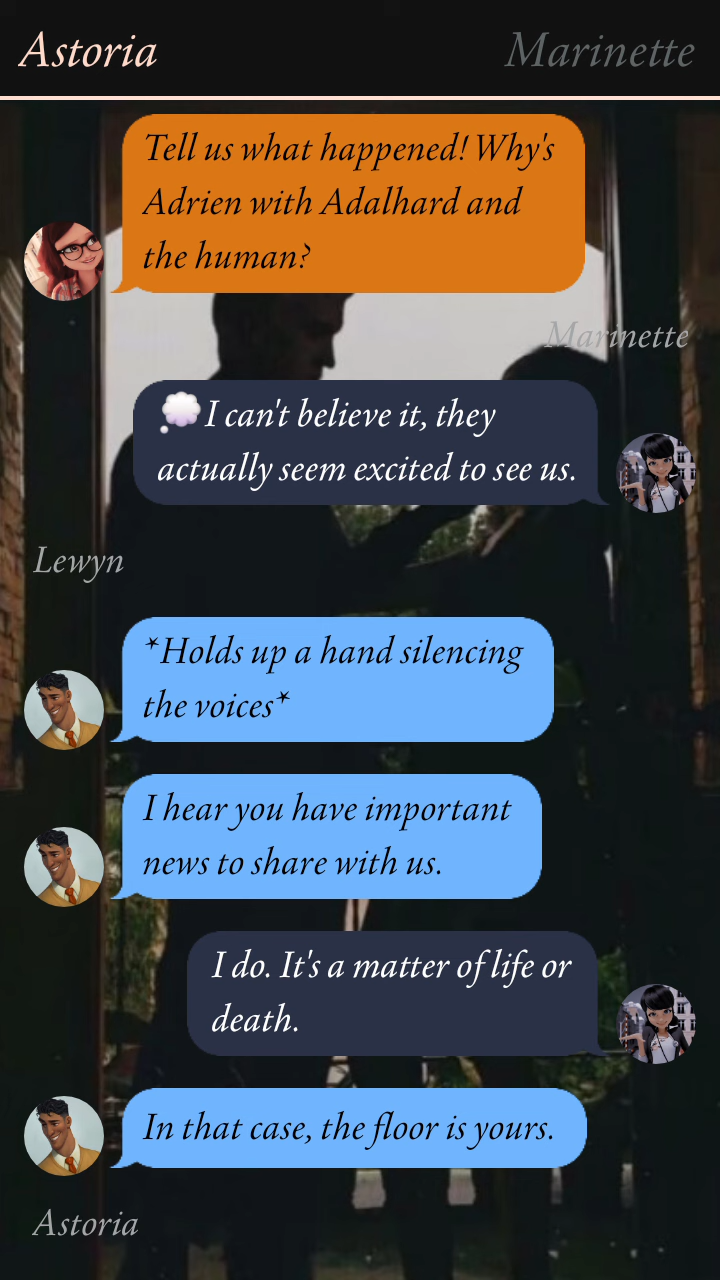 Astoria
Marinette
Tell us what happened! Why's
Adrien with Adalhard and
the human?
Marinette
💭I can't believe it, they
actually seem excited to see us.
Lewyn
*Holds up a hand silencing
the voices*
I hear you have important
news to share with us.
I do. It's a matter of life or
death.
In that case, the floor is yours.
Astoria